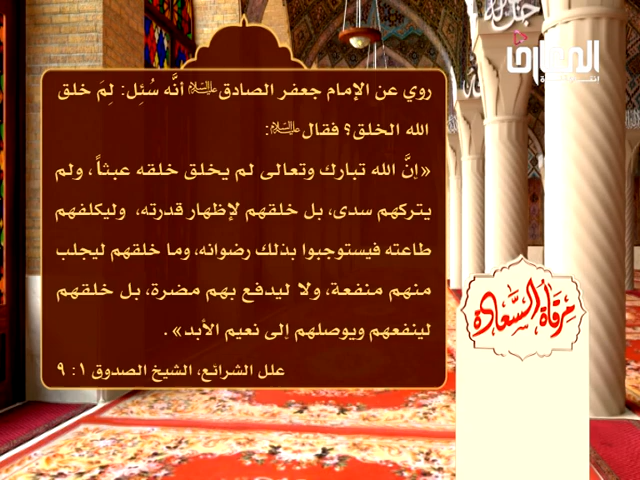 المعارف
روي عن الإمام جعفر الصادق عليه السلام أنَّه سُئِل: لِمَ خلق
الله الخلق؟ فقال عليه السلام:
«إنَّ الله تبارك وتعالى لم يخلق خلقه عبثاً، ولم
يتركهم سدى، بل خلقهم لإظهار قدرته، وليكلفهم
طاعته فيستوجبوا بذلك رضوانه، وما خلقهم ليجلب
منهم منفعة، ولا ليدفع بهم مضرة، بل خلقهم
لينفعهم ويوصلهم إلى نعيم الأبد».
علل الشرائع، الشيخ الصدوق ١: ٩
مرقاة السَّعادة